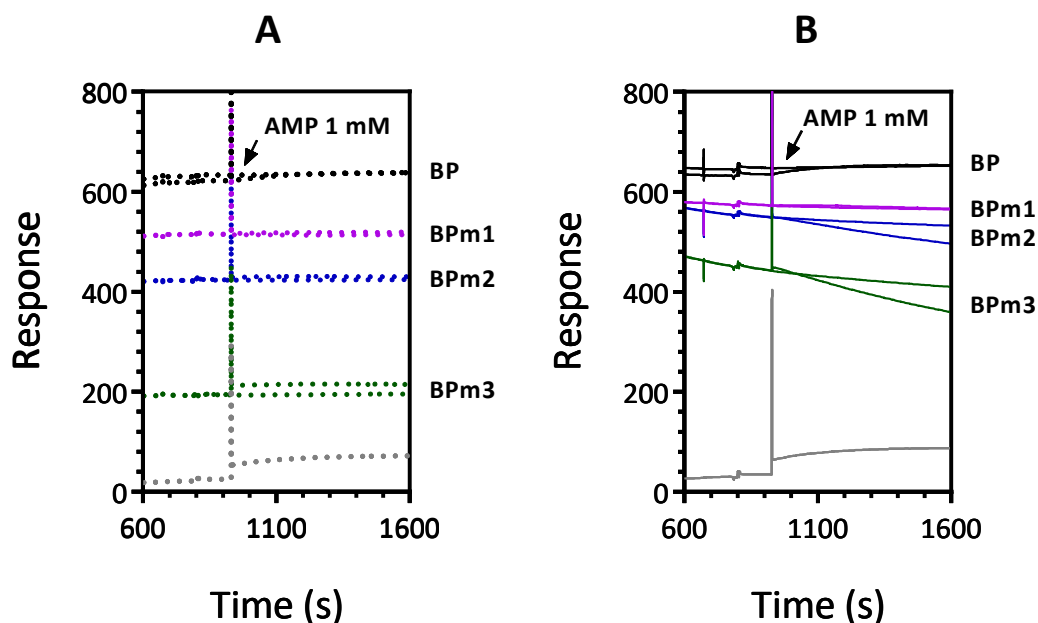 A
B
800
600
400
200
0
600
1100
1600
Response
Time (s)
AMP 1 mM
BP
BPm1
BPm2
BPm3
800
600
400
200
0
600
1100
1600
Response
Time (s)
AMP 1 mM
BP
BPm1
BPm2
BPm3